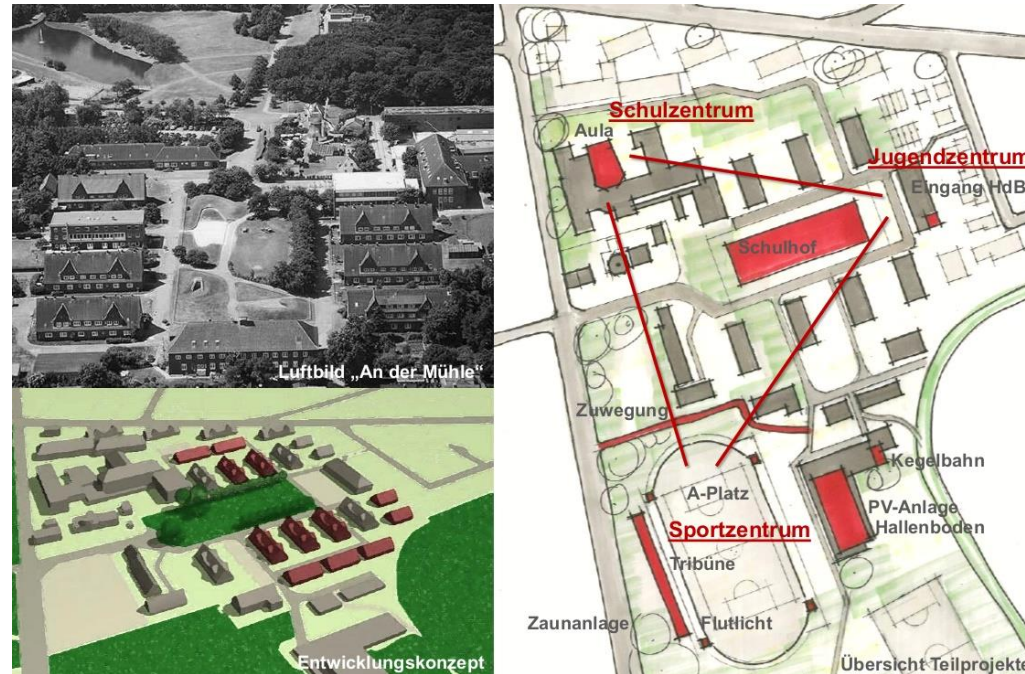 Luftbild „An der Mühle“
Entwicklungskonzept
Schulzentrum
Aula
Jugendzentrum
Eingang HdB
Schulhof
Zuwegung
Kegelbahn
A-Platz
PV-Anlage
Hallenboden
Sportzentrum
Tribüne
Zaunanlage
Flutlicht
Übersicht Teilprojekte